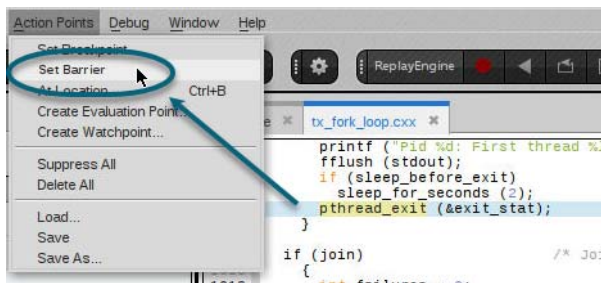 Action Points Debug Window Help
Set Breakpoint
Set Barrier
At Location... Ctrl+B
Create Evaluation Point...
Create Watchpoint...
Suppress All
Delete All
Load...
Save
Save As...
ReplayEngine
tx_fork_loop.cxx
printf ("Pid %d: First thread %
fflush (stdout);
if (sleep_before_exit)
sleep_for_seconds (2);
pthread_exit (&exit_stat);
}
if (join) /* Joi
{